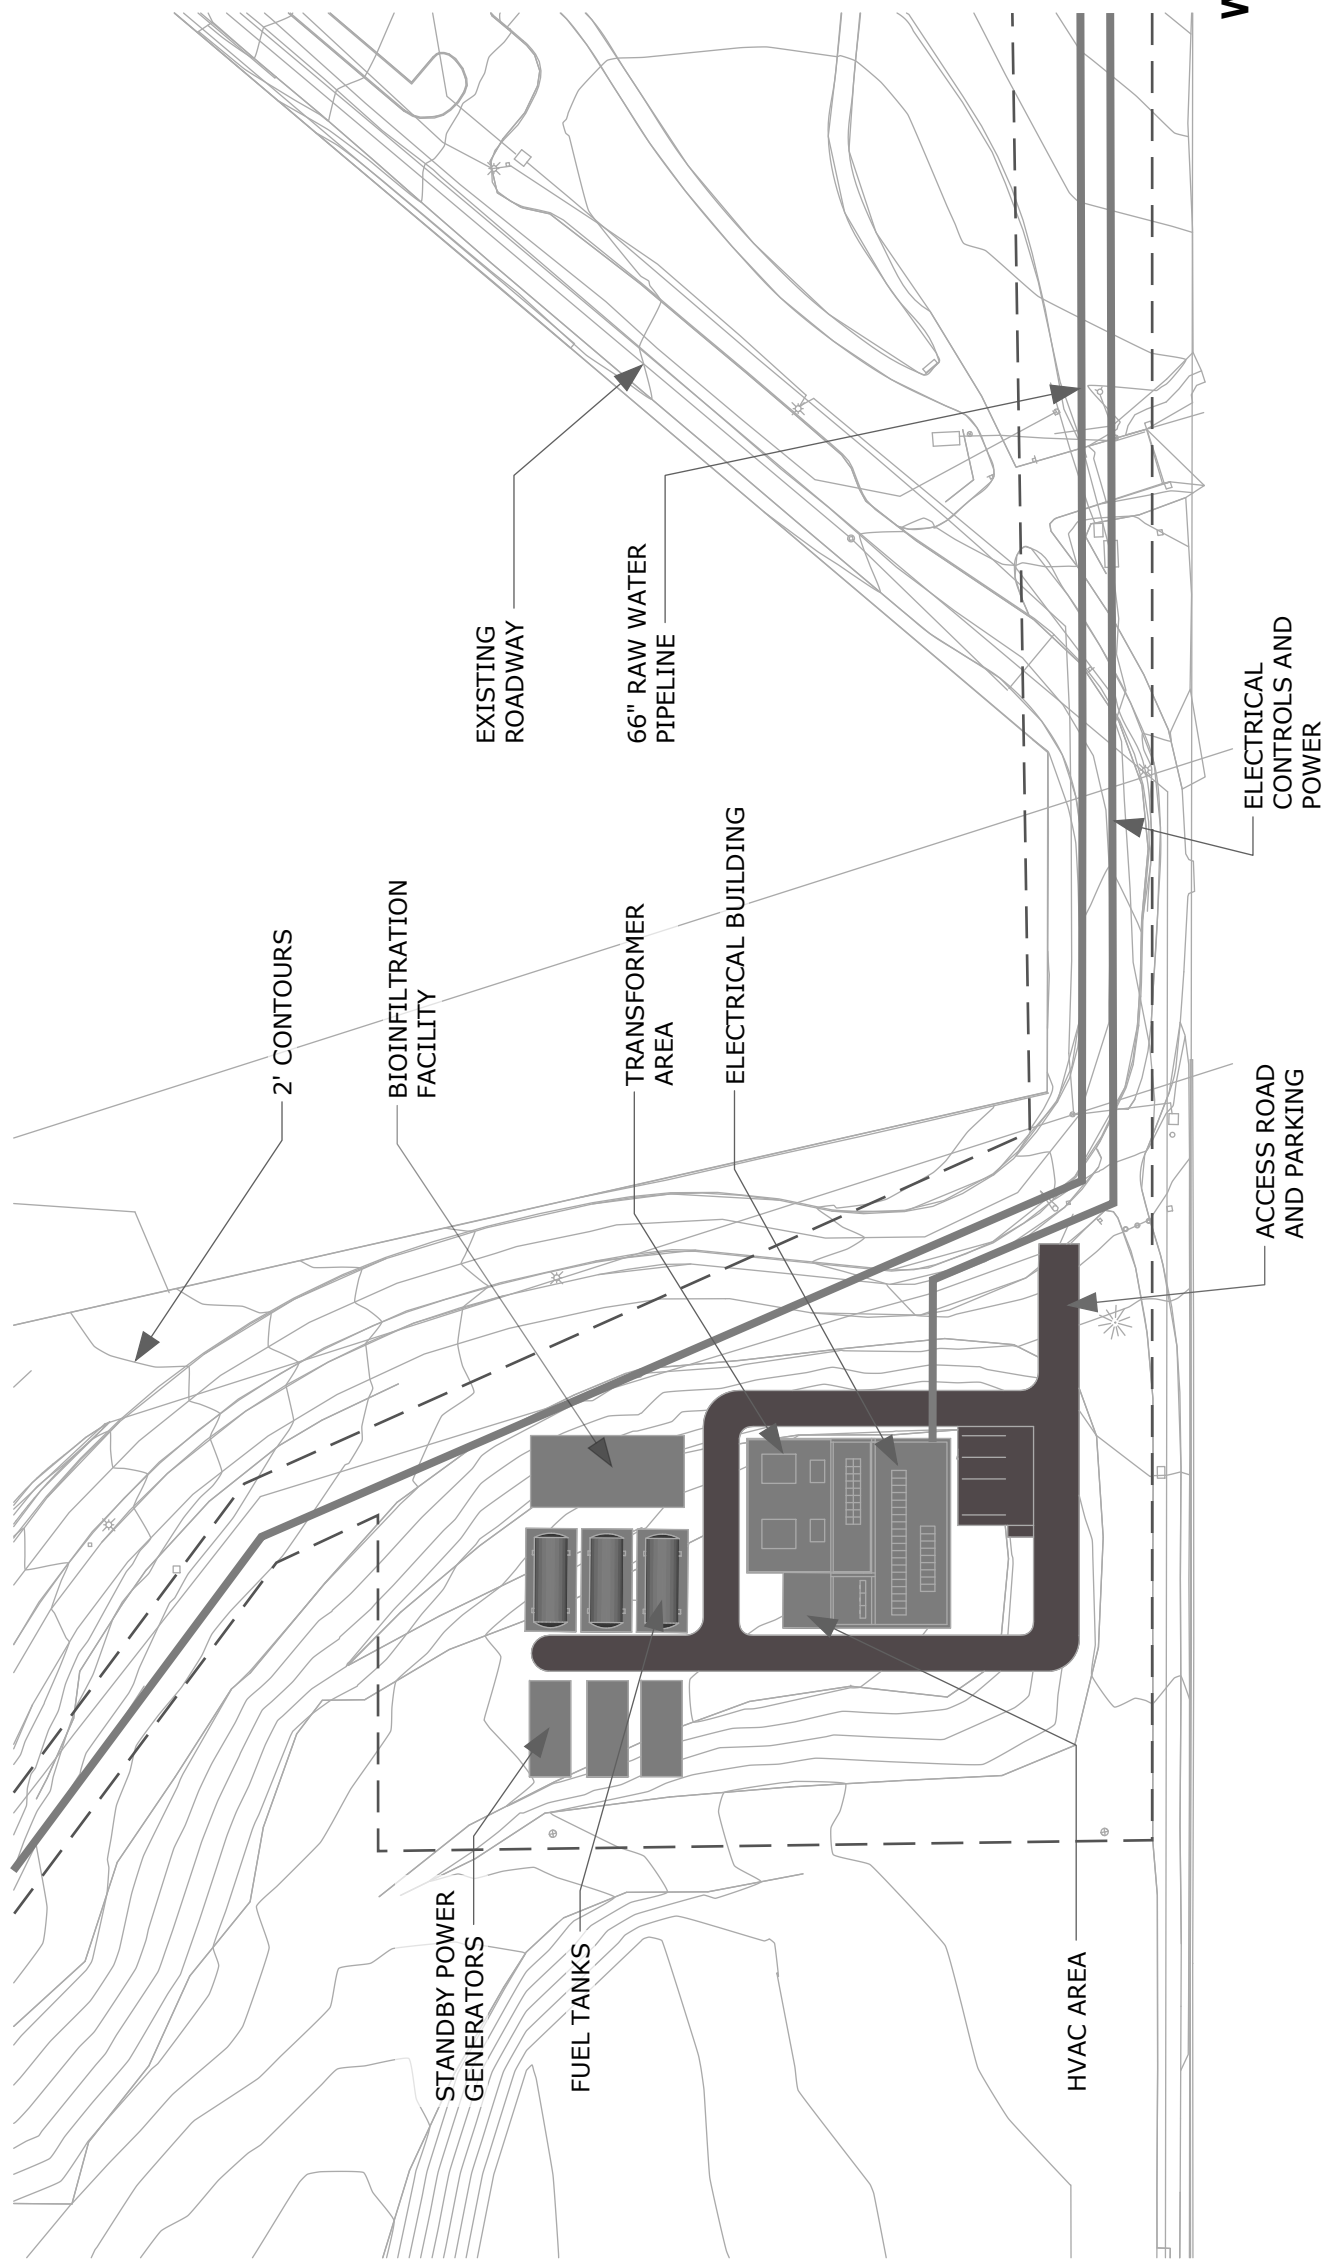 EXISTING
ROADWAY
66" RAW WATER
PIPELINE
2' CONTOURS
BIOINFILTRATION
FACILITY
TRANSFORMER
AREA
ELECTRICAL BUILDING
ELECTRICAL
CONTROLS AND
POWER
ACCESS ROAD
AND PARKING
STANDBY POWER
GENERATORS
FUEL TANKS
HVAC AREA